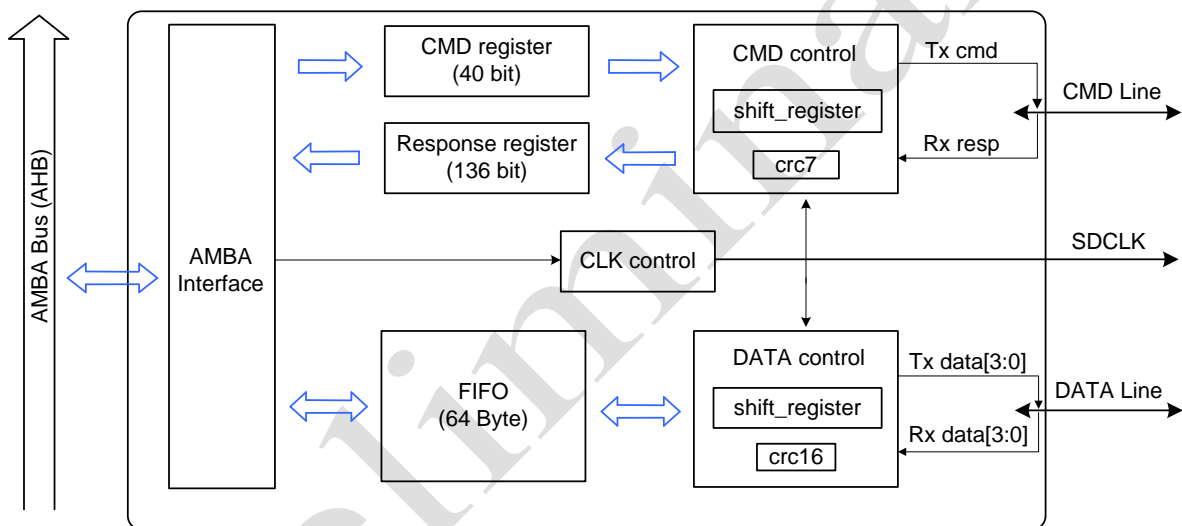 AMBA Bus (AHB)
AMBA
Interface
CMD register
(40 bit)
Response register
(136 bit)
CMD control
shift_register
crc7
Tx cmd
Rx resp
CMD Line
CLK control
SDCLK
FIFO
(64 Byte)
DATA control
shift_register
crc16
Tx data[3:0]
Rx data[3:0]
DATA Line